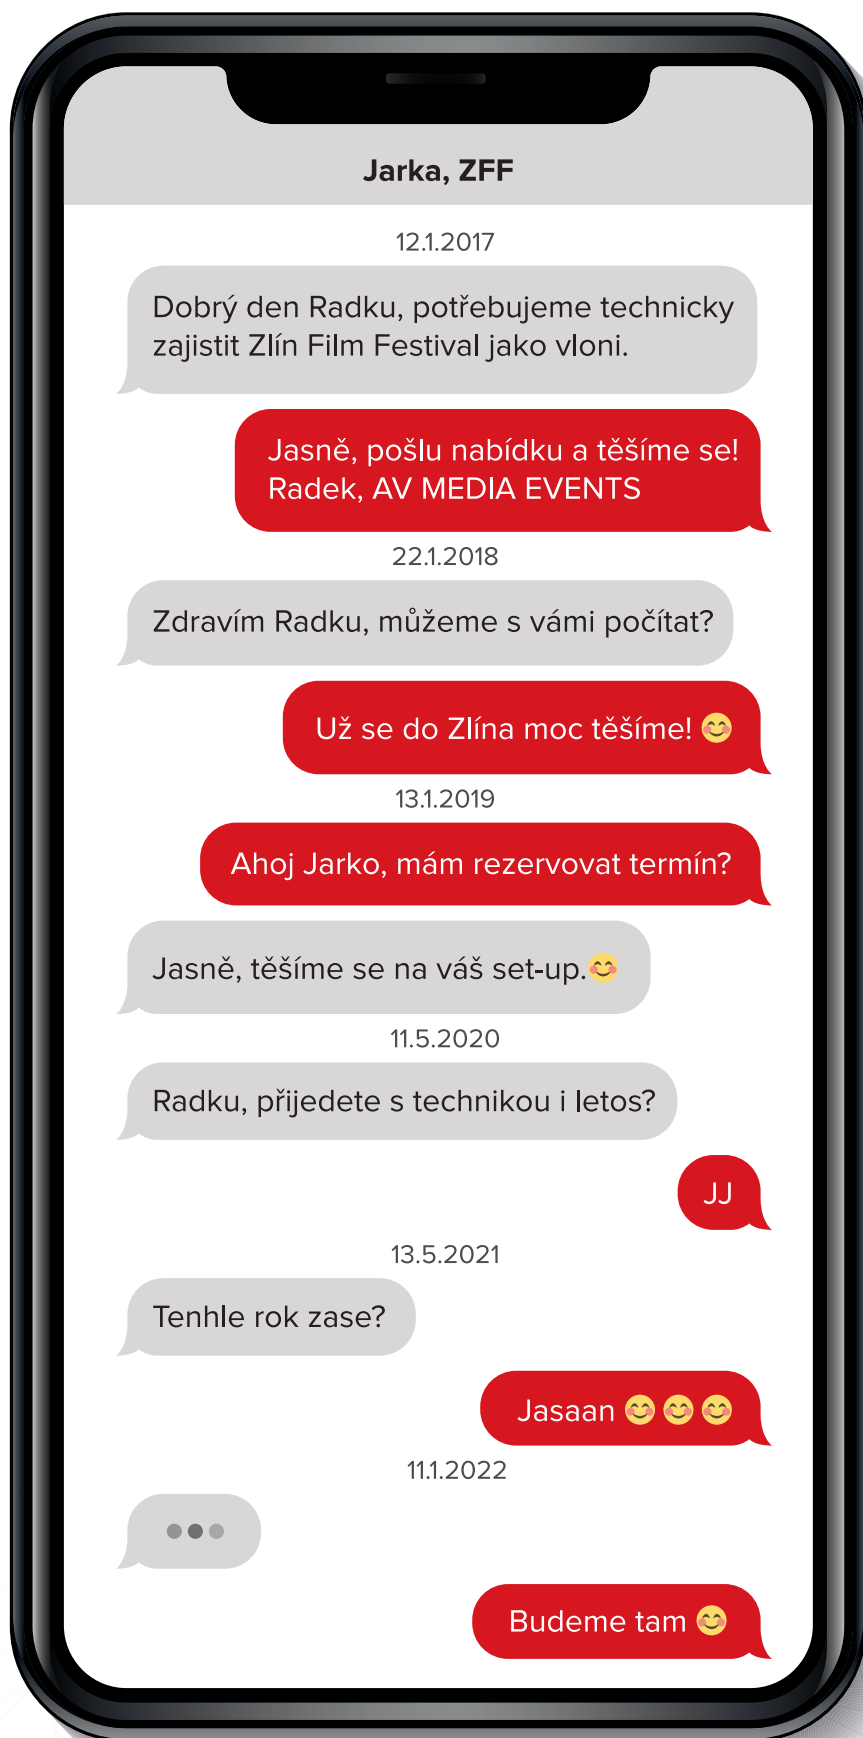 Jarka, ZFF
12.1.2017
Dobrý den Radku, potřebujeme technicky
zajistit Zlín Film Festival jako vloni.
Jasně, pošlu nabídku a těšíme se!
Radek, AV MEDIA EVENTS
22.1.2018
Zdravím Radku, můžeme s vámi počítat?
Už se do Zlína moc těšíme! 😊
13.1.2019
Ahoj Jarko, mám rezervovat termín?
Jasně, těšíme se na váš set-up.😊
11.5.2020
Radku, přijedete s technikou i letos?
JJ
13.5.2021
Tenhle rok zase?
Jasaan 😊😊😊
11.1.2022
Budeme tam 😊